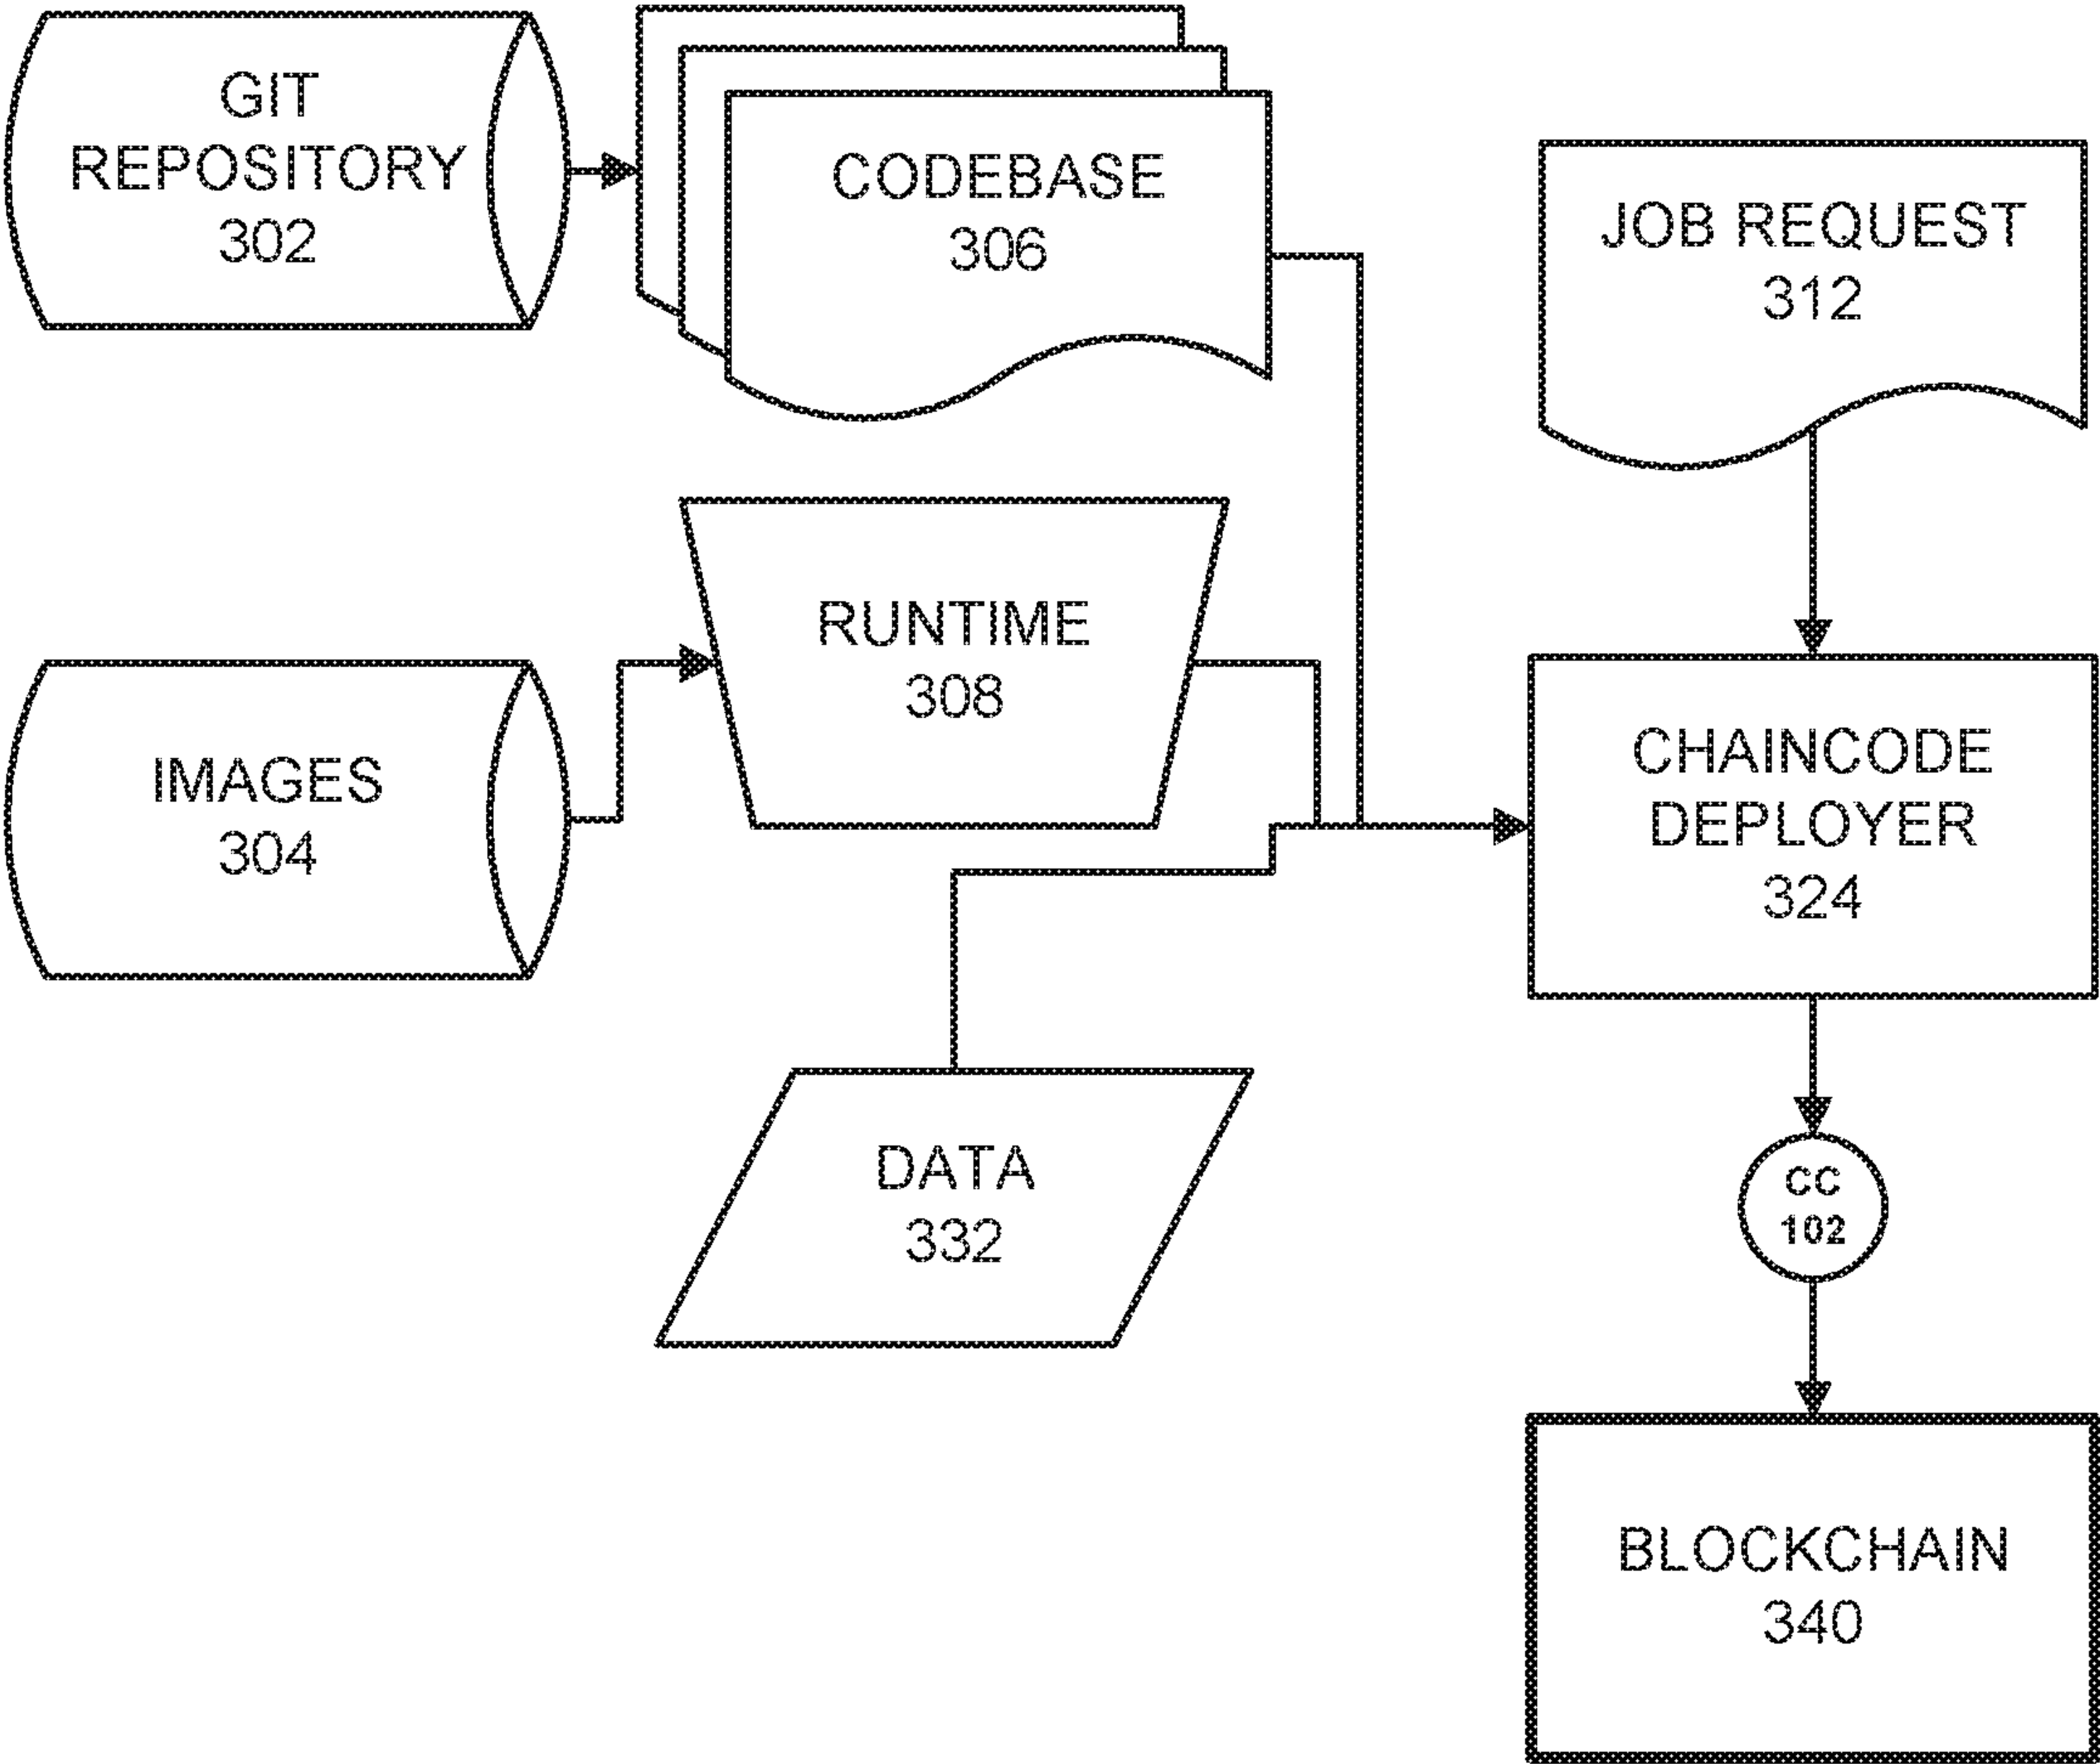 GIT
REPOSITORY
302
CODEBASE
306
JOB REQUEST
312
RUNTIME
308
IMAGES
304
CHAINCODE
DEPLOYER
324
DATA
332
CC
102
BLOCKCHAIN
340